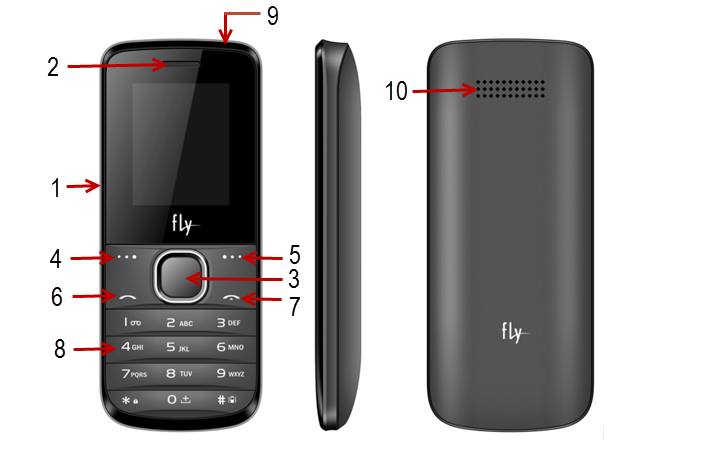 9
2
10
1
fly
4
5
3
6
7
1
2 ABC
3 DEF
8
4 GHI
5 JKL
6 MNO
7 PQRS
8 TUV
9 WXYZ
fly
*
0
#